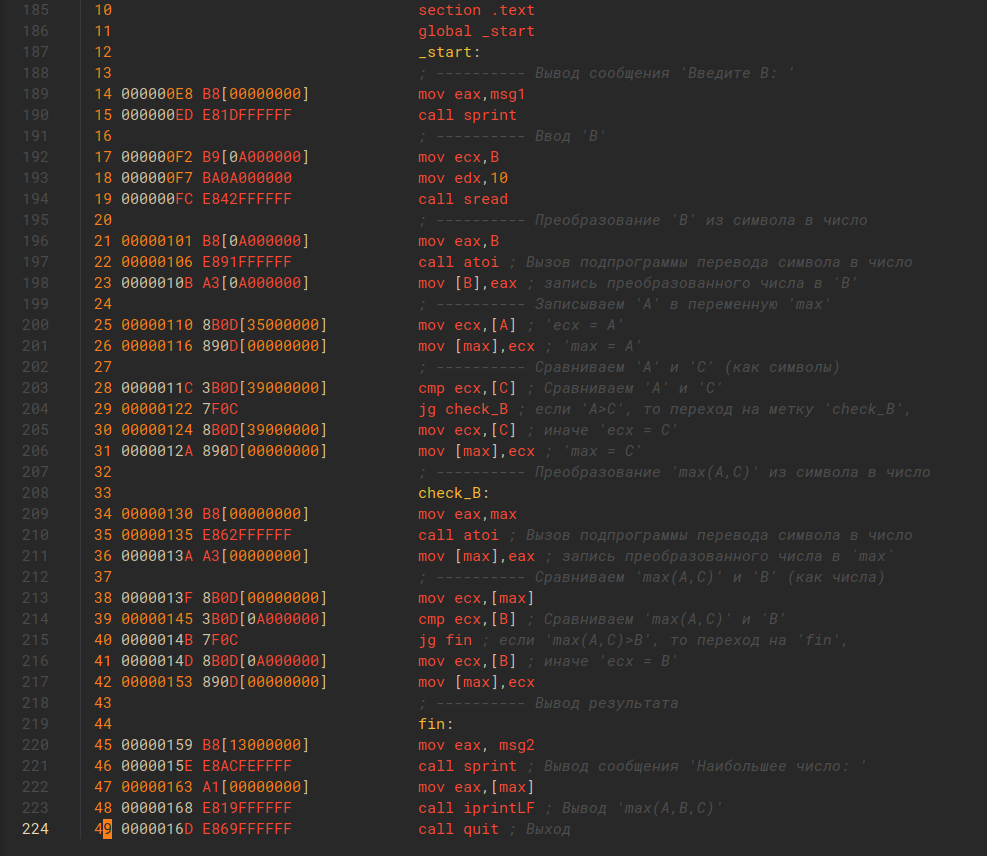 185 10 section .text
186 11 global _start
187 12 _start:
188 13 ; ---------- Вывод сообщения 'Введите B: '
189 14 000000E8 B8[00000000] mov eax,msg1
190 15 000000ED E81DFFFFFF call sprint
191 16 ; ---------- Ввод 'B'
192 17 000000F2 B9[0A000000] mov ecx,B
193 18 000000F7 BA0A000000 mov edx,10
194 19 000000FC E842FFFFFF call sread
195 20 ; ---------- Преобразование 'B' из символа в число
196 21 00000101 B8[0A000000] mov eax,B
197 22 00000106 E891FFFFFF call atoi ; Вызов подпрограммы перевода символа в число
198 23 0000010B A3[0A000000] mov [B],eax ; запись преобразованного числа в 'B'
199 24 ; ---------- Записываем 'A' в переменную 'max'
200 25 00000110 8B0D[35000000] mov ecx,[A] ; 'ecx = A'
201 26 00000116 890D[00000000] mov [max],ecx ; 'max = A'
202 27 ; ---------- Сравниваем 'A' и 'C' (как символы)
203 28 0000011C 3B0D[39000000] cmp ecx,[C] ; Сравниваем 'A' и 'C'
204 29 00000122 7F0C jg check_B ; если 'A>C', то переход на метку 'check_B',
205 30 00000124 8B0D[39000000] mov ecx,[C] ; иначе 'ecx = C'
206 31 0000012A 890D[00000000] mov [max],ecx ; 'max = C'
207 32 ; ---------- Преобразование 'max(A,C)' из символа в число
208 33 check_B:
209 34 00000130 B8[00000000] mov eax,max
210 35 00000135 E862FFFFFF call atoi ; Вызов подпрограммы перевода символа в число
211 36 0000013A A3[00000000] mov [max],eax ; запись преобразованного числа в `max`
212 37 ; ---------- Сравниваем 'max(A,C)' и 'B' (как числа)
213 38 0000013F 8B0D[00000000] mov ecx,[max]
214 39 00000145 3B0D[0A000000] cmp ecx,[B] ; Сравниваем 'max(A,C)' и 'B'
215 40 0000014B 7F0C jg fin ; если 'max(A,C)>B', то переход на 'fin',
216 41 0000014D 8B0D[0A000000] mov ecx,[B] ; иначе 'ecx = B'
217 42 00000153 890D[00000000] mov [max],ecx
218 43 ; ---------- Вывод результата
219 44 fin:
220 45 00000159 B8[13000000] mov eax, msg2
221 46 0000015E E8ACFEFFFF call sprint ; Вывод сообщения 'Наибольшее число: '
222 47 00000163 A1[00000000] mov eax,[max]
223 48 00000168 E819FFFFFF call iprintLF ; Вывод 'max(A,B,C)'
224 49 0000016D E869FFFFFF call quit ; Выход